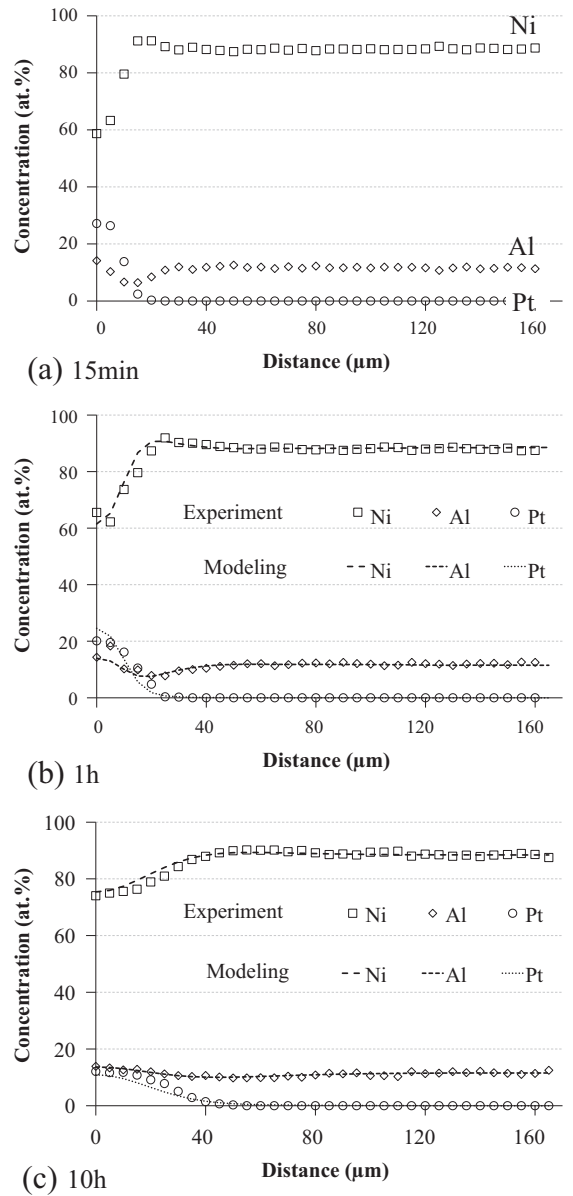 100
80
60
40
20
0
Concentration (at.%)
Ni
Al
Pt
0 40 80 120 160
Distance (µm)
(a) 15min
100
80
60
40
20
0
Concentration (at.%)
Experiment Ni Al Pt
Modeling Ni Al Pt
0 40 80 120 160
Distance (µm)
(b) 1h
100
80
60
40
20
0
Concentration (at.%)
Experiment Ni Al Pt
Modeling Ni Al Pt
0 40 80 120 160
Distance (µm)
(c) 10h